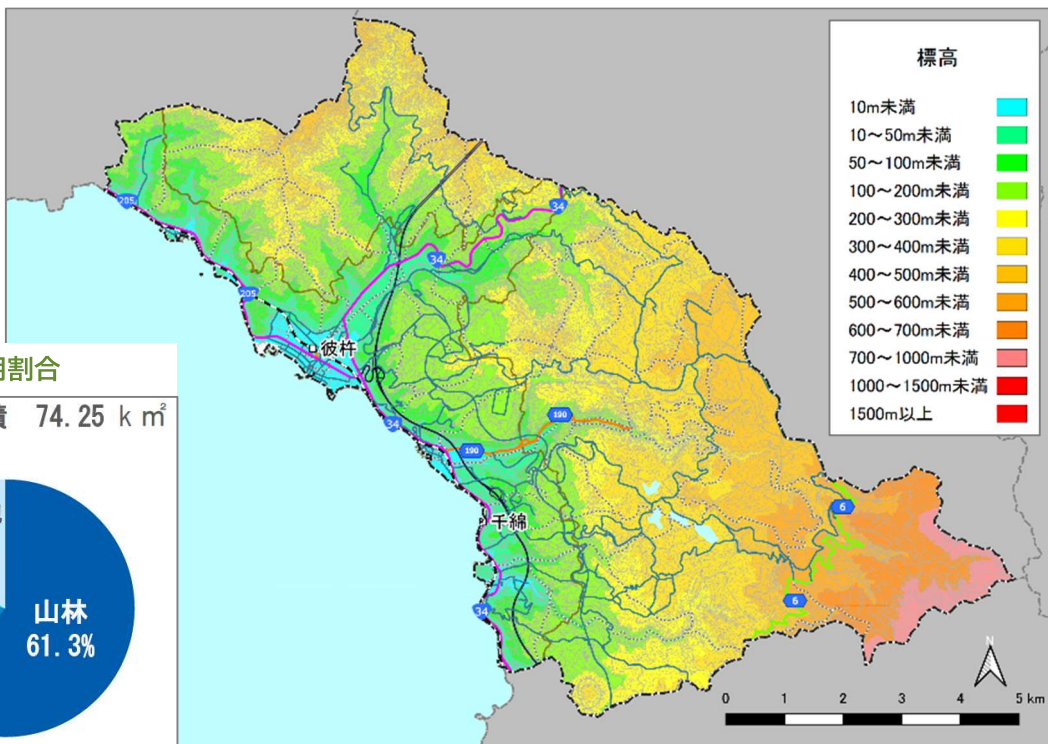 標高
10m未満
10～50m未満
50～100m未満
100～200m未満
200～300m未満
300～400m未満
400～500m未満
500～600m未満
600～700m未満
700～1000m未満
1000～1500m未満
1500m以上
205
34
34
205
彼杵
用割合
積 74.25 k㎡
34
190
190
千綿
6
6
34
山林
61.3%
N
0 1 2 3 4 5 km